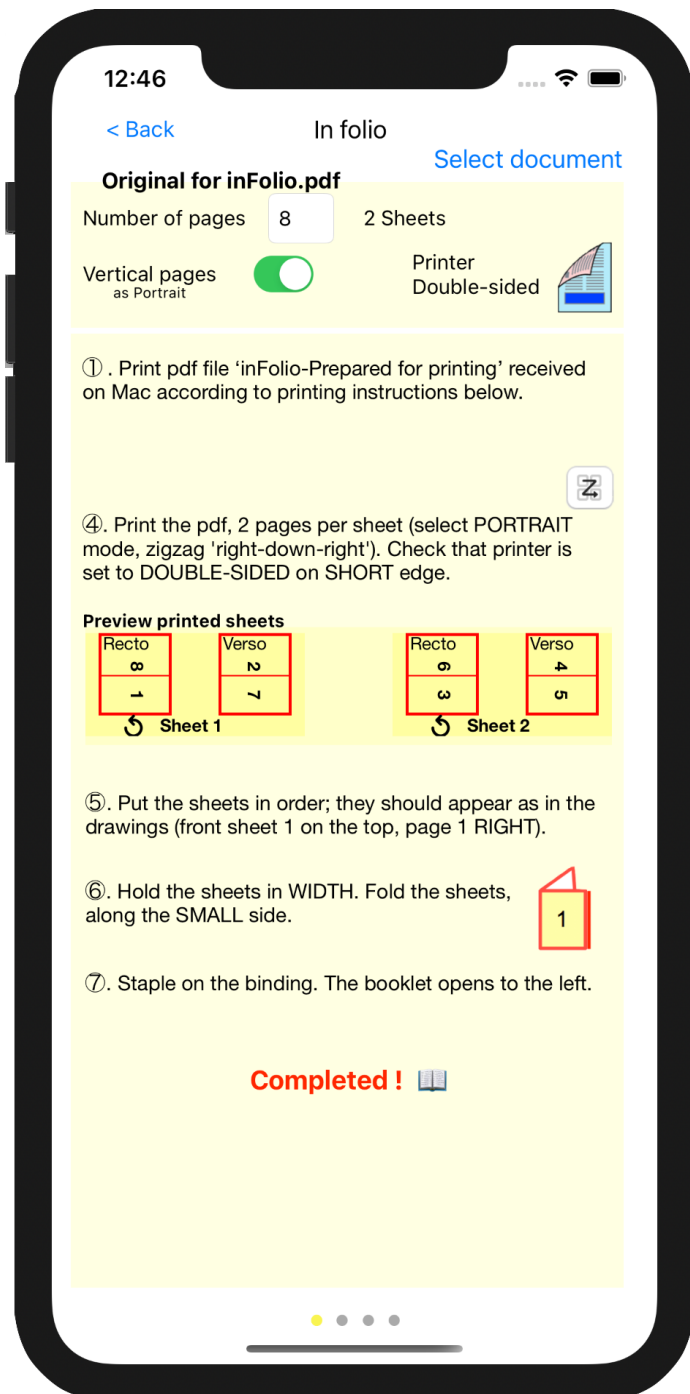 12:46
< Back
In folio
Select document
Original for inFolio.pdf
Number of pages 8 2 Sheets
Vertical pages
as Portrait
Printer
Double-sided
①. Print pdf file ‘inFolio-Prepared for printing’ received
on Mac according to printing instructions below.
Z
④. Print the pdf, 2 pages per sheet (select PORTRAIT
mode, zigzag 'right-down-right'). Check that printer is
set to DOUBLE-SIDED on SHORT edge.
Preview printed sheets
Recto Verso Recto Verso
8 2 6 4
1 7 3 5
Sheet 1 Sheet 2
⑤. Put the sheets in order; they should appear as in the
drawings (front sheet 1 on the top, page 1 RIGHT).
⑥. Hold the sheets in WIDTH. Fold the sheets,
along the SMALL side.
1
⑦. Staple on the binding. The booklet opens to the left.
Completed !